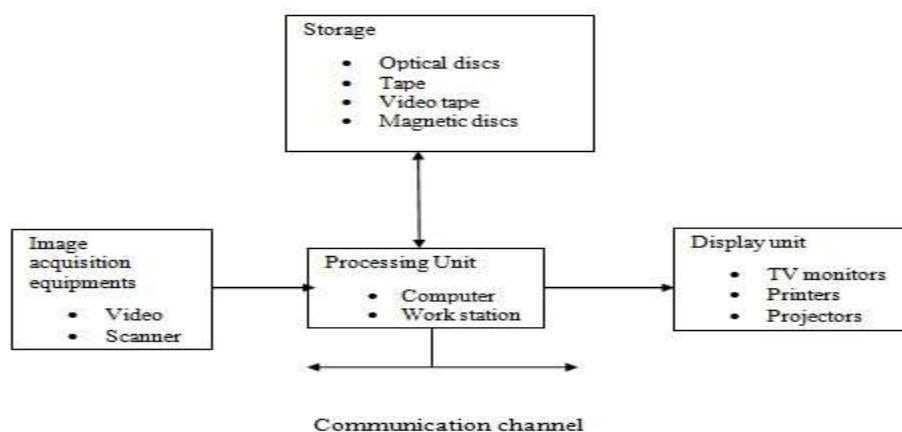 Storage
• Optical discs
• Tape
• Video tape
• Magnetic discs
Image
acquisition
equipments
• Video
• Scanner
Processing Unit
• Computer
• Work station
Display unit
• TV monitors
• Printers
• Projectors
Communication channel